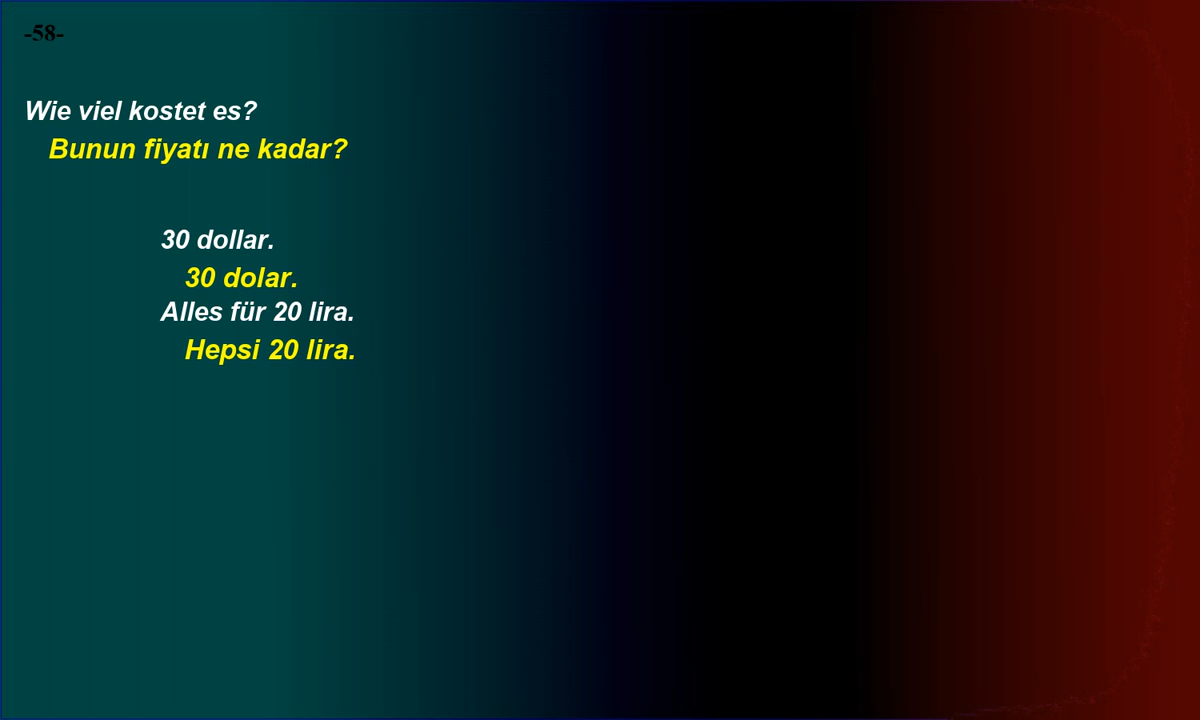 -58-
Wie viel kostet es?
Bunun fiyatı ne kadar?
30 dollar.
30 dolar.
Alles für 20 lira.
Hepsi 20 lira.